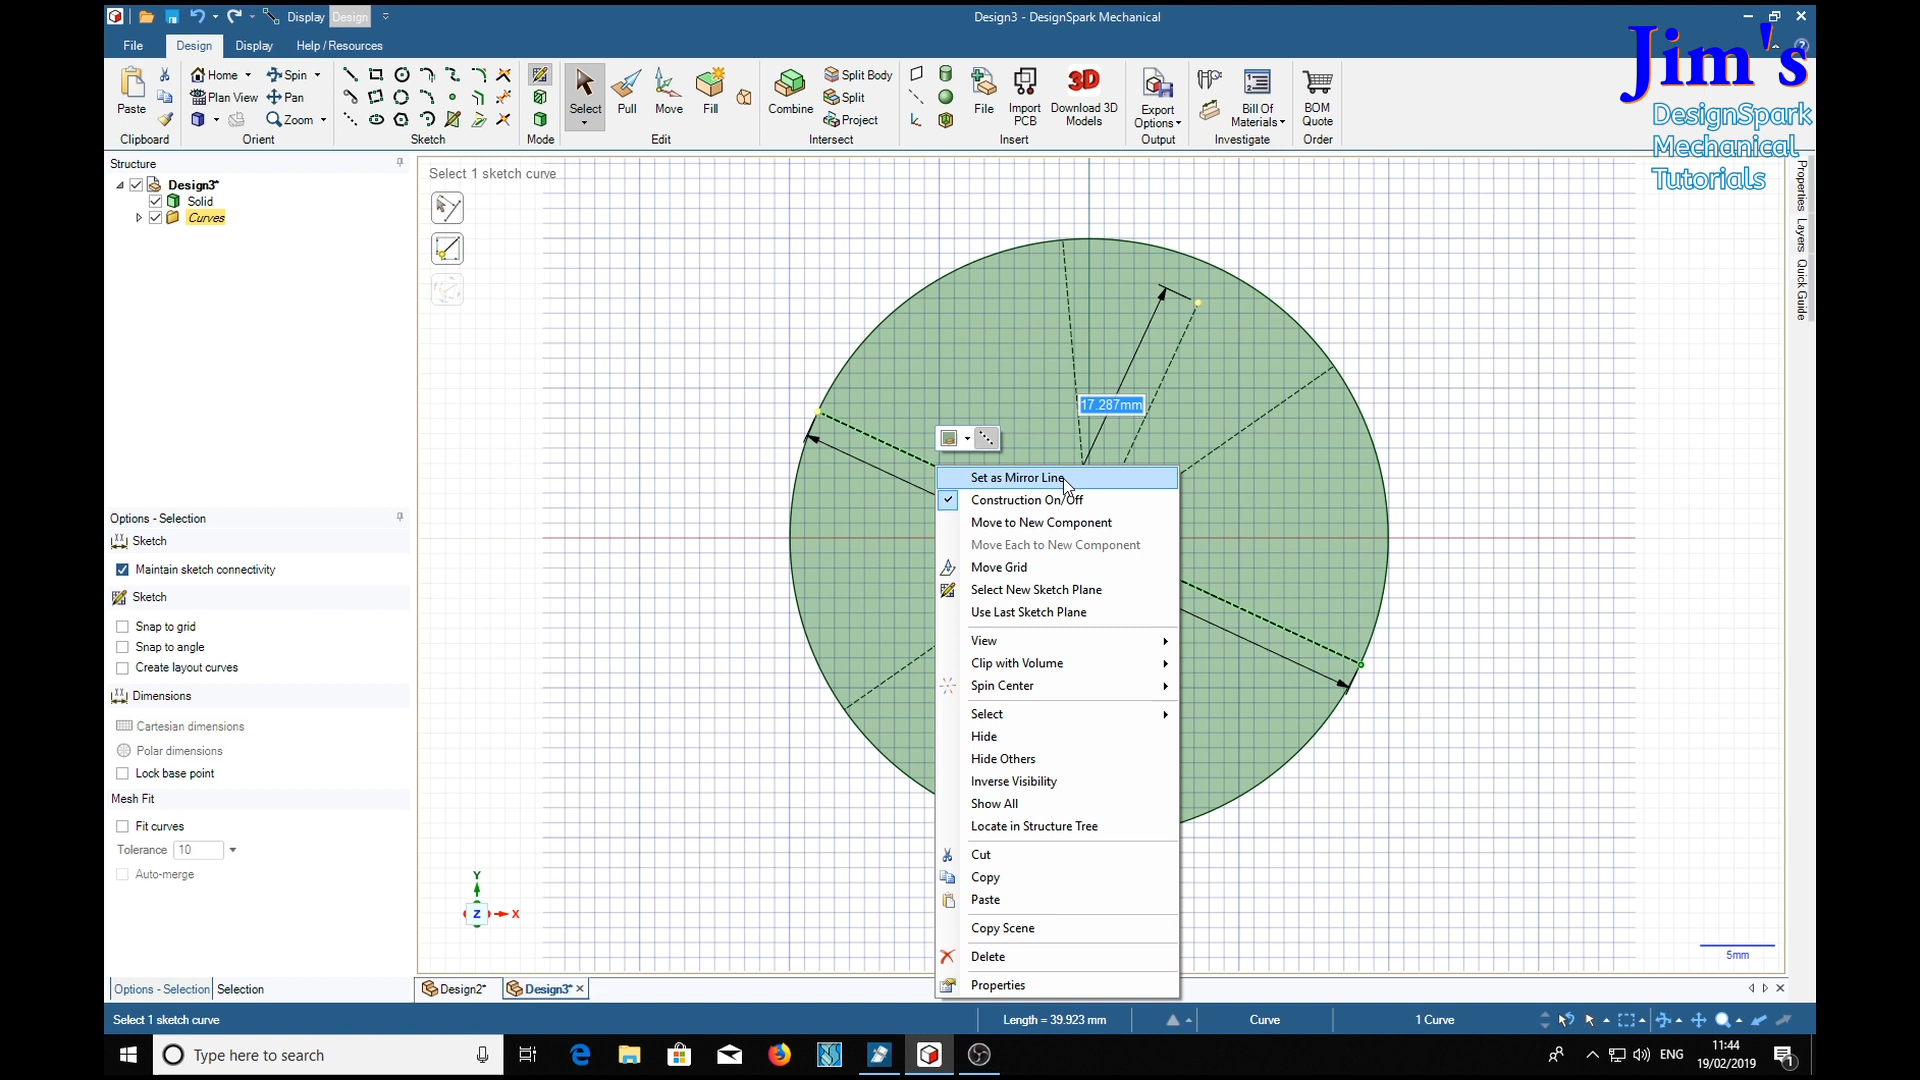 Display Design
Design3 - DesignSpark Mechanical
File Design Display Help/Resources
Jim's
DesignSpark
Mechanical
Tutorials
Paste
Clipboard
Home Spin
Plan View Pan
Zoom
Orient
Sketch
Mode
Select Pull Move Fill
Edit
Combine
Split Body
Split
Project
Intersect
File
Import
PCB
Download 3D
Models
3D
Insert
Export
Options
Output
Bill Of
Materials
Investigate
BOM
Quote
Order
Structure
Design3*
Solid
Curves
Select 1 sketch curve
Properties
Layers
Quick Guide
17.287mm
Set as Mirror Line
Construction On/Off
Move to New Component
Move Each to New Component
Move Grid
Select New Sketch Plane
Use Last Sketch Plane
View
Clip with Volume
Spin Center
Select
Hide
Hide Others
Inverse Visibility
Show All
Locate in Structure Tree
Cut
Copy
Paste
Copy Scene
Delete
Properties
Options - Selection
Sketch
Maintain sketch connectivity
Sketch
Snap to grid
Snap to angle
Create layout curves
Dimensions
Cartesian dimensions
Polar dimensions
Lock base point
Mesh Fit
Fit curves
Tolerance 10
Auto-merge
Y
Z
X
5mm
Options - Selection Selection
Design2* Design3*
Select 1 sketch curve
Length = 39.923 mm
Curve
1 Curve
Type here to search
ENG
11:44
19/02/2019
1